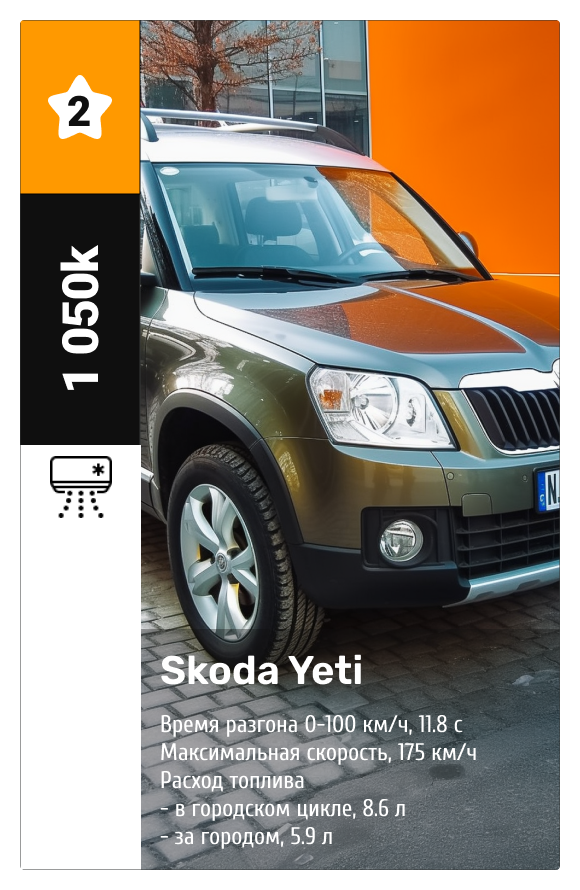 2
1 050k
N
Skoda Yeti
Время разгона 0-100 км/ч, 11.8 с
Максимальная скорость, 175 км/ч
Расход топлива
- в городском цикле, 8.6 л
- за городом, 5.9 л